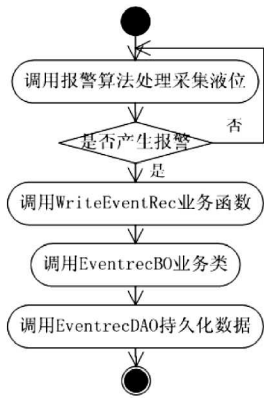 调用报警算法处理采集液位
是否产生报警
否
是
调用WriteEventRec业务函数
调用EventrecBO业务类
调用EventrecDAO持久化数据